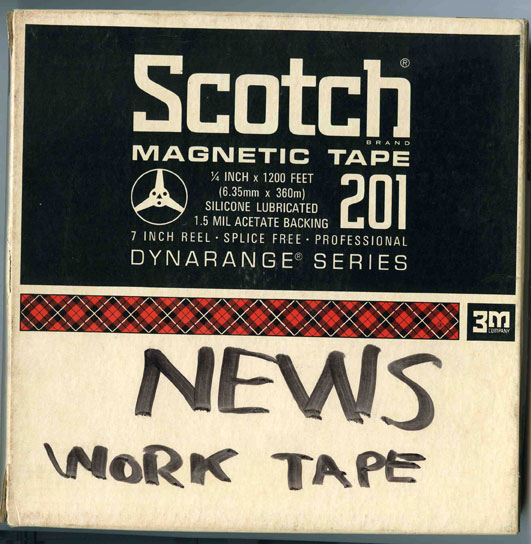 Scotch®
BRAND
MAGNETIC TAPE
¼ INCH x 1200 FEET
(6.35mm x 360m)
SILICONE LUBRICATED
1.5 MIL ACETATE BACKING
201
7 INCH REEL · SPLICE FREE · PROFESSIONAL
DYNARANGE® SERIES
3M
COMPANY
NEWS
WORK TAPE